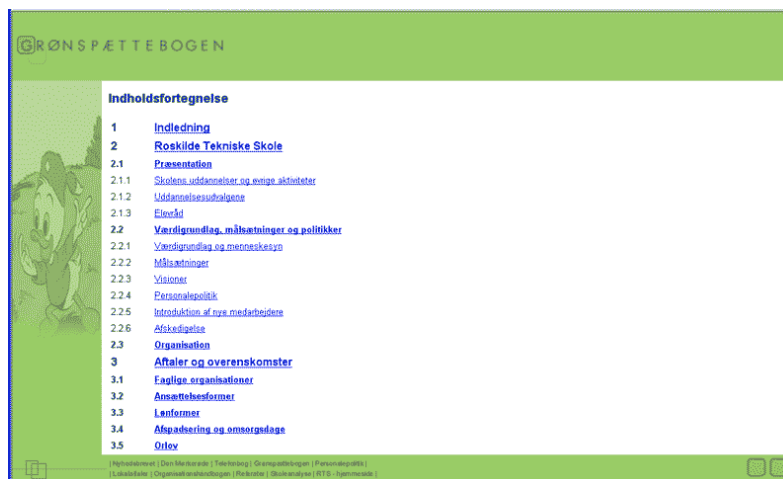 GRØNSPÆTTEBOGEN
Indholdsfortegnelse
1 Indledning
2 Roskilde Tekniske Skole
2.1 Præsentation
2.1.1 Skolens uddannelser og øvrige aktiviteter
2.1.2 Uddannelsesudvalgene
2.1.3 Elevråd
2.2 Værdigrundlag, målsætninger og politikker
2.2.1 Værdigrundlag og menneskesyn
2.2.2 Målsætninger
2.2.3 Visioner
2.2.4 Personalepolitik
2.2.5 Introduktion af nye medarbejdere
2.2.6 Afskedigelse
2.3 Organisation
3 Aftaler og overenskomster
3.1 Faglige organisationer
3.2 Ansættelsesformer
3.3 Lønformer
3.4 Afspadsering og omsorgsdage
3.5 Orlov
| Nyhedsbrevet | Den Merkurade | Telefonbog | Grønspættebogen | Personalepolitik |
| Lokaleliste | Organisationshåndbogen | Referater | Skoleanalyse | RTS - hjemmeside |